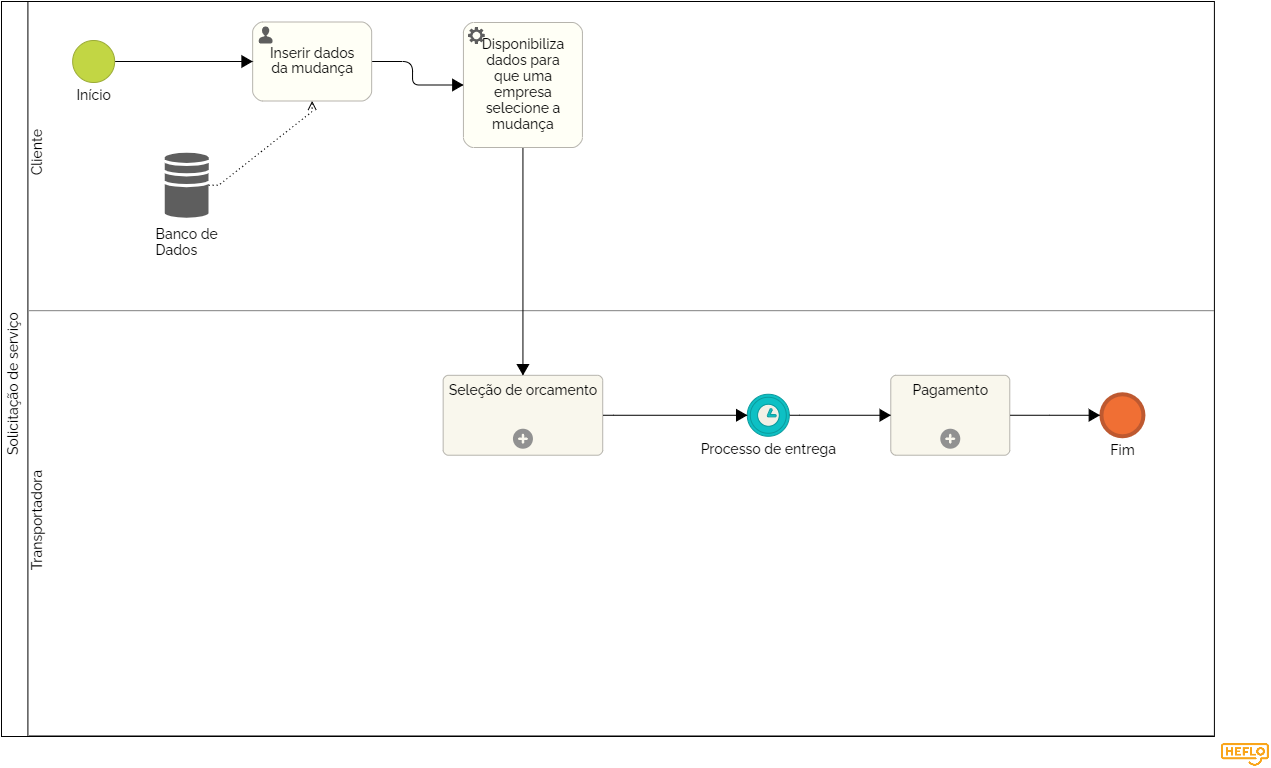 Solicitação de serviço
Cliente
Início
Inserir dados
da mudança
Disponibiliza
dados para
que uma
empresa
selecione a
mudança
Banco de
Dados
Transportadora
Seleção de orcamento
Processo de entrega
Pagamento
Fim
HEFLO